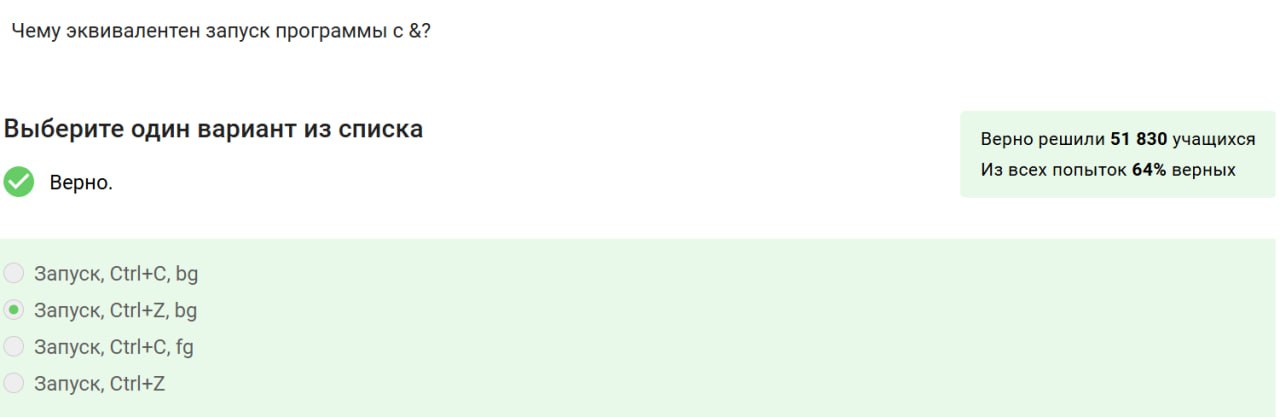 Чему эквивалентен запуск программы с &?
Выберите один вариант из списка
Верно.
Верно решили 51 830 учащихся
Из всех попыток 64% верных
Запуск, Ctrl+C, bg
Запуск, Ctrl+Z, bg
Запуск, Ctrl+C, fg
Запуск, Ctrl+Z